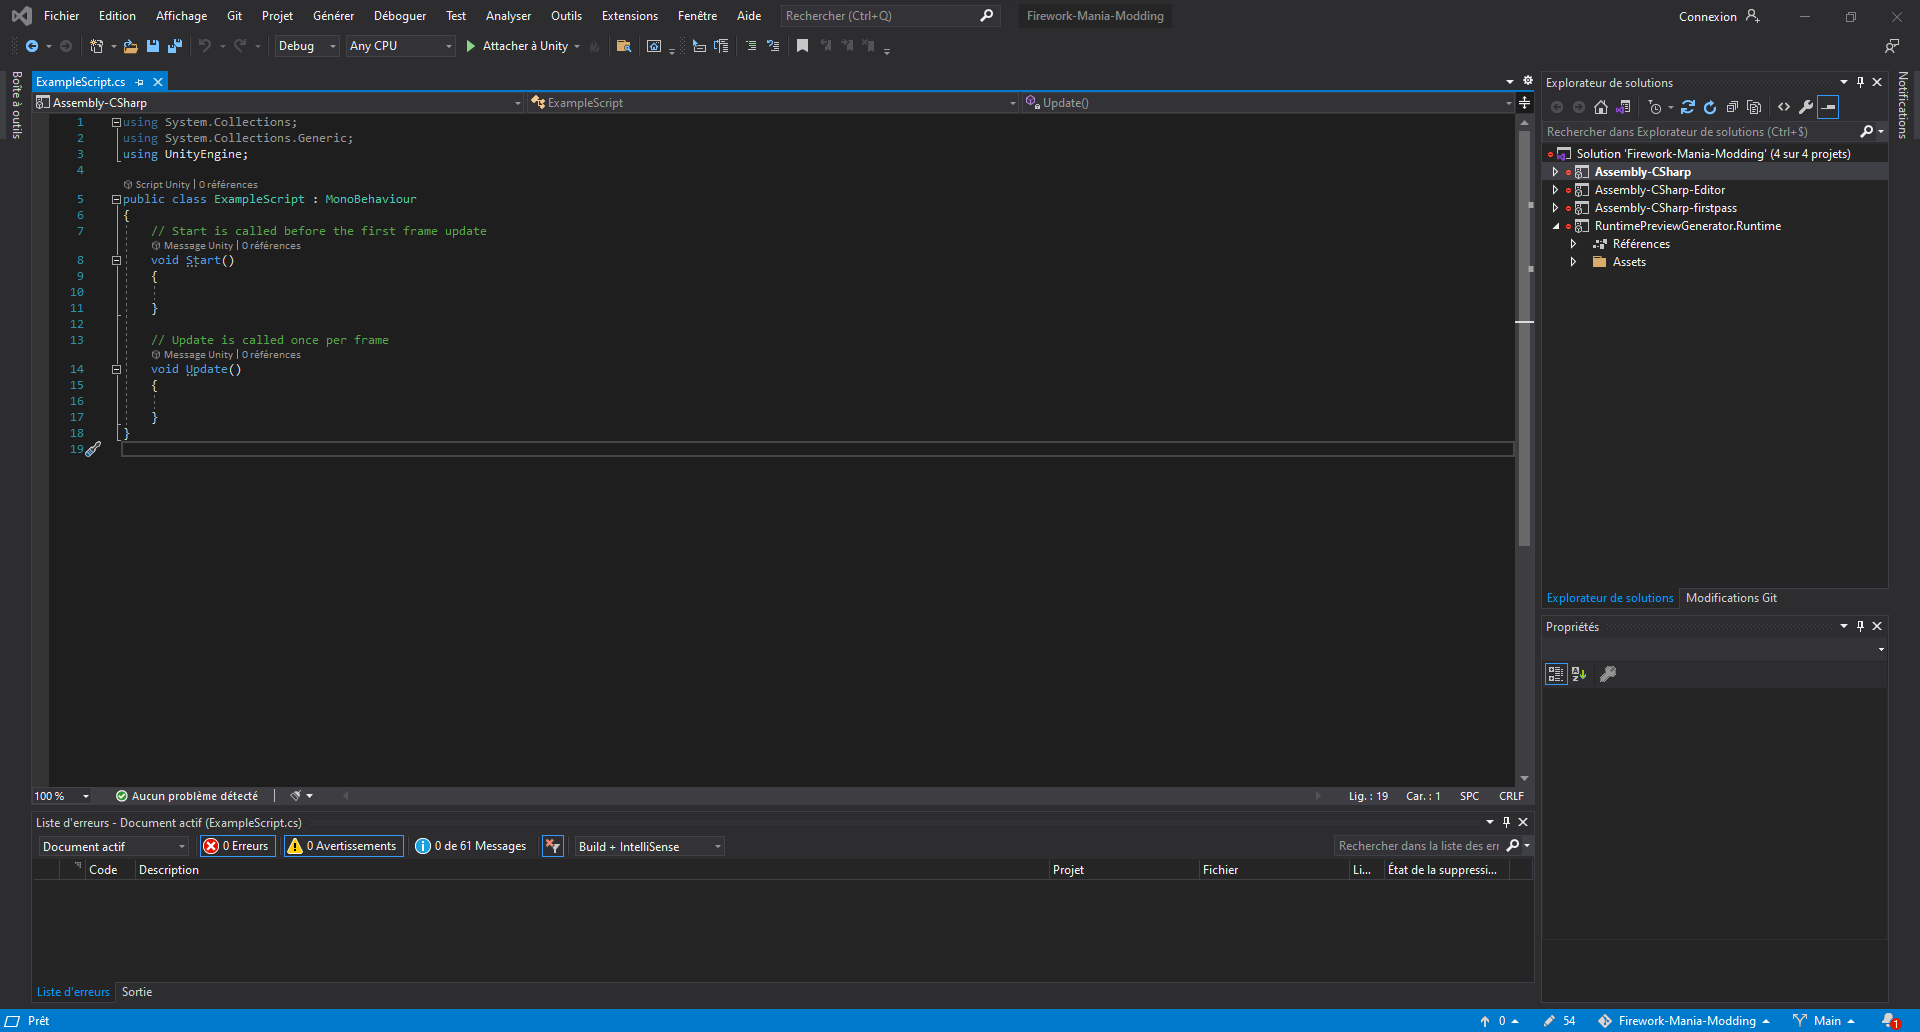 Fichier Edition Affichage Git Projet Générer Déboguer Test Analyser Outils Extensions Fenêtre Aide Rechercher (Ctrl+Q) Firework-Mania-Modding Connexion
Debug Any CPU Attacher à Unity
Boîte à outils
ExampleScript.cs
Assembly-CSharp ExampleScript Update()
1 using System.Collections;
2 using System.Collections.Generic;
3 using UnityEngine;
4
Script Unity | 0 références
5 public class ExampleScript : MonoBehaviour
6 {
7 // Start is called before the first frame update
Message Unity | 0 références
8 void Start()
9 {
10
11 }
12
13 // Update is called once per frame
Message Unity | 0 références
14 void Update()
15 {
16
17 }
18 }
19
100 % Aucun problème détecté Lig. : 19 Car. : 1 SPC CRLF
Explorateur de solutions
Notifications
Rechercher dans Explorateur de solutions (Ctrl+$)
Solution 'Firework-Mania-Modding' (4 sur 4 projets)
Assembly-CSharp
Assembly-CSharp-Editor
Assembly-CSharp-firstpass
RuntimePreviewGenerator.Runtime
Références
Assets
Explorateur de solutions Modifications Git
Propriétés
Liste d'erreurs - Document actif (ExampleScript.cs)
Document actif 0 Erreurs 0 Avertissements 0 de 61 Messages Build + IntelliSense Rechercher dans la liste des err
Code Description Projet Fichier Li... État de la suppressi...
Liste d'erreurs Sortie
Prêt 0 54 Firework-Mania-Modding Main 1